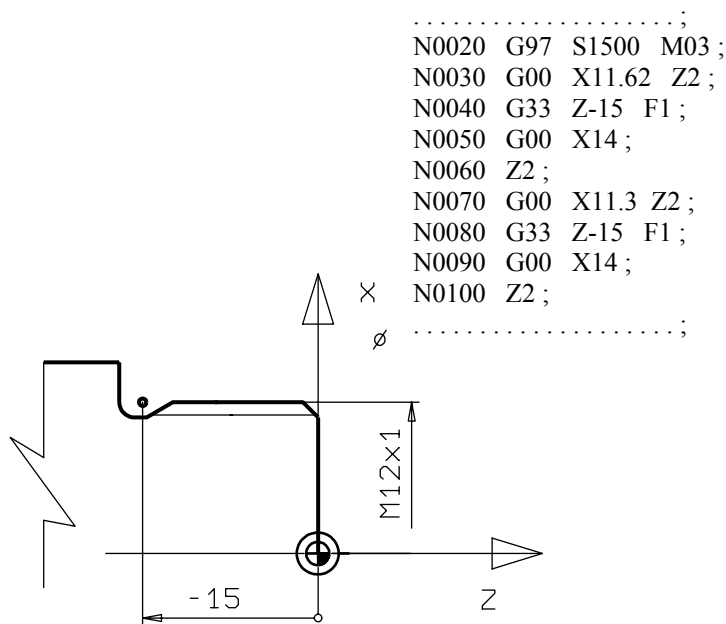 . . . . . . . . . . . . . . . . . . . . . ;
N0020 G97 S1500 M03 ;
N0030 G00 X11.62 Z2 ;
N0040 G33 Z-15 F1 ;
N0050 G00 X14 ;
N0060 Z2 ;
N0070 G00 X11.3 Z2 ;
N0080 G33 Z-15 F1 ;
N0090 G00 X14 ;
N0100 Z2 ;
. . . . . . . . . . . . . . . . . . . . . ;
X
ø
M12x1
-15
Z